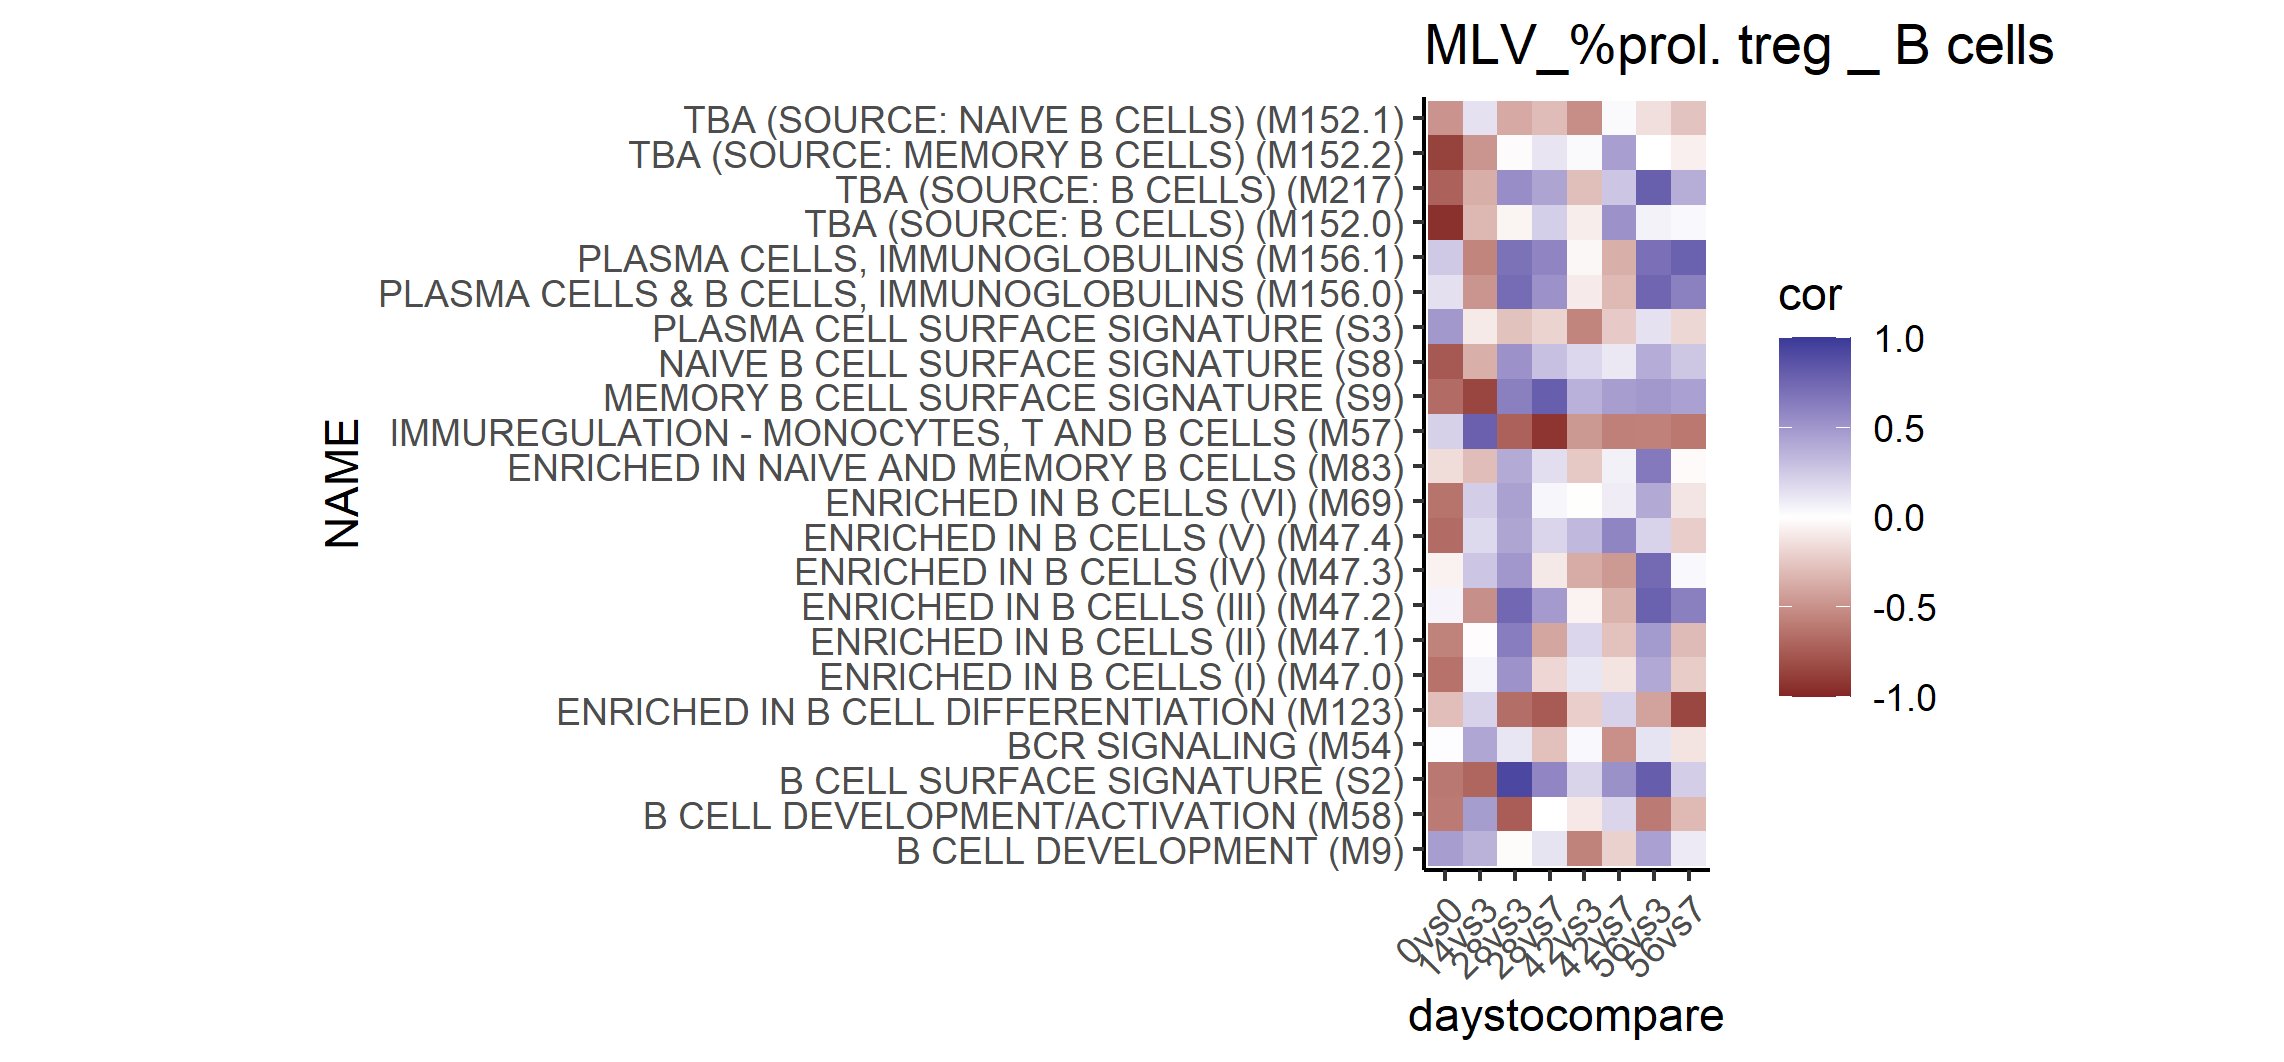 MLV_%prol. treg _ B cells
TBA (SOURCE: NAIVE B CELLS) (M152.1)
TBA (SOURCE: MEMORY B CELLS) (M152.2)
TBA (SOURCE: B CELLS) (M217)
TBA (SOURCE: B CELLS) (M152.0)
PLASMA CELLS, IMMUNOGLOBULINS (M156.1)
PLASMA CELLS & B CELLS, IMMUNOGLOBULINS (M156.0)
PLASMA CELL SURFACE SIGNATURE (S3)
NAIVE B CELL SURFACE SIGNATURE (S8)
MEMORY B CELL SURFACE SIGNATURE (S9)
IMMUREGULATION - MONOCYTES, T AND B CELLS (M57)
ENRICHED IN NAIVE AND MEMORY B CELLS (M83)
ENRICHED IN B CELLS (VI) (M69)
ENRICHED IN B CELLS (V) (M47.4)
ENRICHED IN B CELLS (IV) (M47.3)
ENRICHED IN B CELLS (III) (M47.2)
ENRICHED IN B CELLS (II) (M47.1)
ENRICHED IN B CELLS (I) (M47.0)
ENRICHED IN B CELL DIFFERENTIATION (M123)
BCR SIGNALING (M54)
B CELL SURFACE SIGNATURE (S2)
B CELL DEVELOPMENT/ACTIVATION (M58)
B CELL DEVELOPMENT (M9)
NAME
0vs0
14vs3
28vs3
28vs7
42vs3
42vs7
56vs3
56vs7
daystocompare
cor
1.0
0.5
0.0
-0.5
-1.0